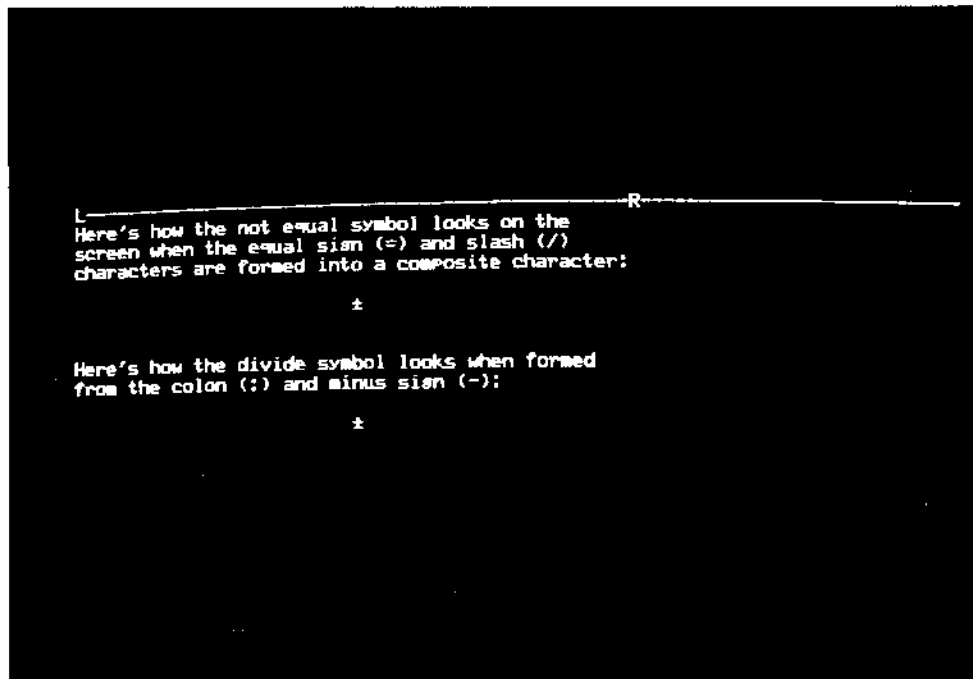 L R
Here's how the not equal symbol looks on the
screen when the equal sign (=) and slash (/)
characters are formed into a composite character:
±
Here's how the divide symbol looks when formed
from the colon (:) and minus sign (-):
±